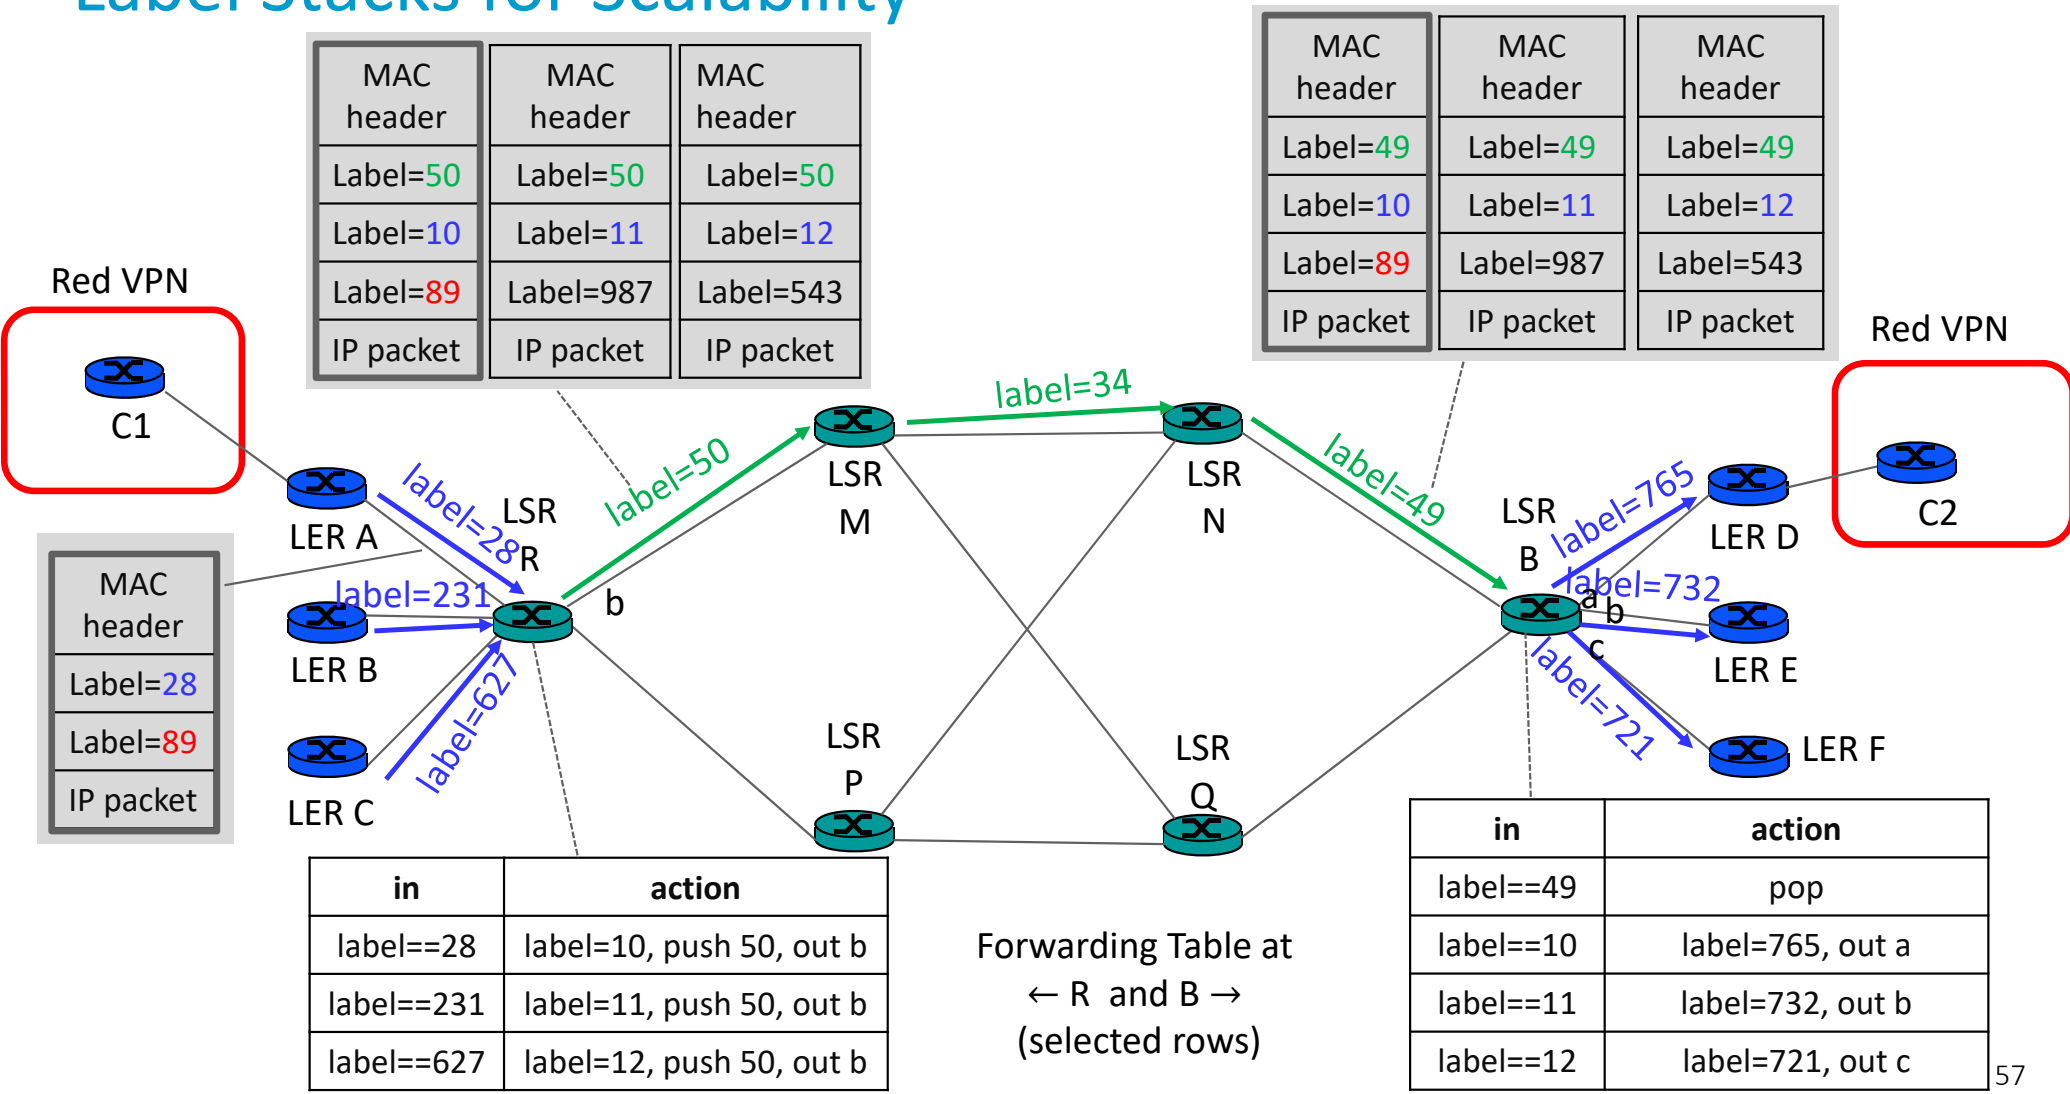 Label Stacks for Scalability
MAC header
Label=50
Label=10
Label=89
IP packet
MAC header
Label=50
Label=11
Label=987
IP packet
MAC header
Label=50
Label=12
Label=543
IP packet
MAC header
Label=49
Label=10
Label=89
IP packet
MAC header
Label=49
Label=11
Label=987
IP packet
MAC header
Label=49
Label=12
Label=543
IP packet
Red VPN
C1
Red VPN
C2
LER A
LER B
LER C
label=28
label=231
label=627
LSR
R
b
label=50
LSR
M
label=34
LSR
N
label=49
LSR
P
LSR
Q
LSR
B
a
b
c
label=765
label=732
label=721
LER D
LER E
LER F
MAC
header
Label=28
Label=89
IP packet
in action
label==28 label=10, push 50, out b
label==231 label=11, push 50, out b
label==627 label=12, push 50, out b
Forwarding Table at
← R and B →
(selected rows)
in action
label==49 pop
label==10 label=765, out a
label==11 label=732, out b
label==12 label=721, out c
57